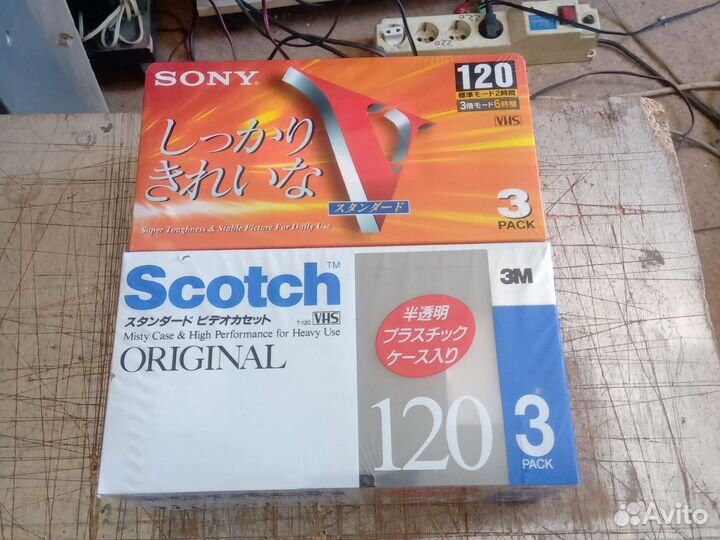 SONY
120
標準モード2時間
3倍モード6時間
VHS
しっかり
きれいな
V
スタンダード
Super Toughness & Stable Picture For Daily Use
3
PACK
Scotch™
3M
スタンダード ビデオカセット T-120 VHS
Misty Case & High Performance for Heavy Use
ORIGINAL
半透明
プラスチック
ケース入り
120
3
PACK
Avito